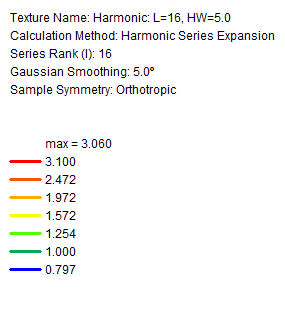 Texture Name: Harmonic: L=16, HW=5.0
Calculation Method: Harmonic Series Expansion
Series Rank (l): 16
Gaussian Smoothing: 5.0º
Sample Symmetry: Orthotropic
max = 3.060
3.100
2.472
1.972
1.572
1.254
1.000
0.797